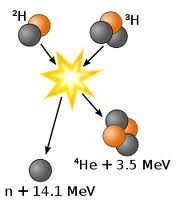 ²H
³H
⁴He + 3.5 MeV
n + 14.1 MeV